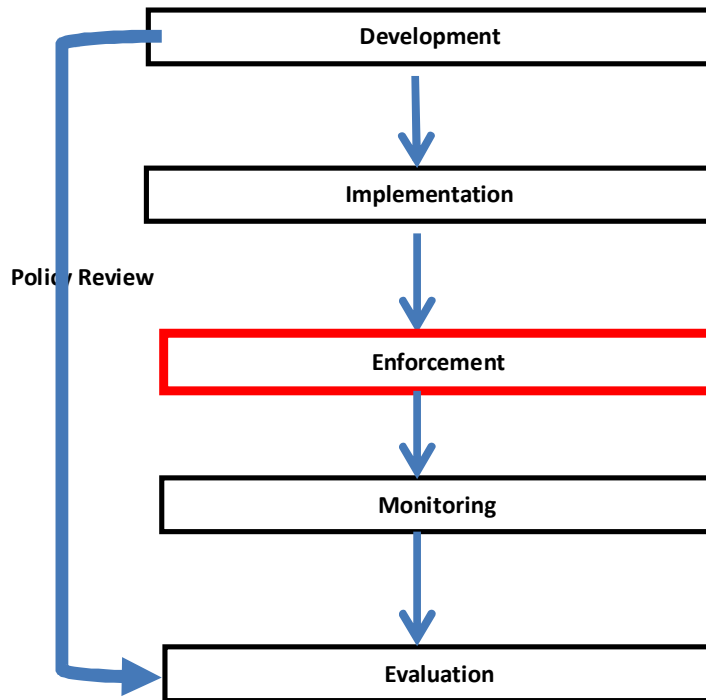 Development
Implementation
Policy Review
Enforcement
Monitoring
Evaluation